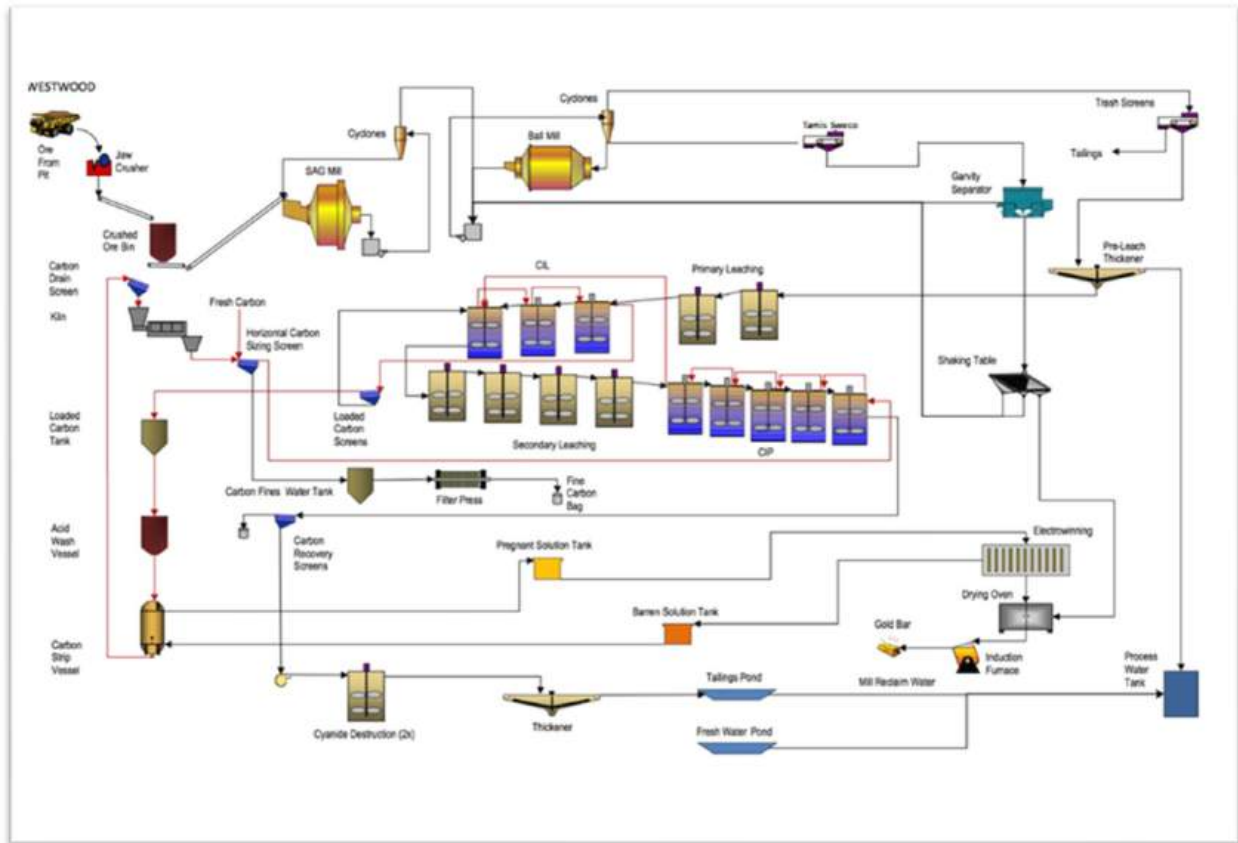 WESTWOOD
Ore
From
Pit
Jaw
Crusher
Crushed
Ore Bin
SAG Mill
Cyclones
Ball Mill
Cyclones
Tamis Sweco
Trash Screens
Tailings
Garvity
Separator
Pre-Leach
Thickener
Carbon
Drain
Screen
Kiln
Fresh Carbon
Horizontal Carbon
Sizing Screen
CIL
Primary Leaching
Shaking Table
Loaded
Carbon
Tank
Loaded
Carbon
Screens
Secondary Leaching
CIP
Carbon Fines Water Tank
Filter Press
Fine
Carbon
Bag
Acid
Wash
Vessel
Carbon
Recovery
Screens
Pregnant Solution Tank
Electrowinning
Drying Oven
Barren Solution Tank
Gold Bar
Induction
Furnace
Carbon
Strip
Vessel
Mill Reclaim Water
Process
Water
Tank
Cyanide Destruction (2x)
Thickener
Tailings Pond
Fresh Water Pond